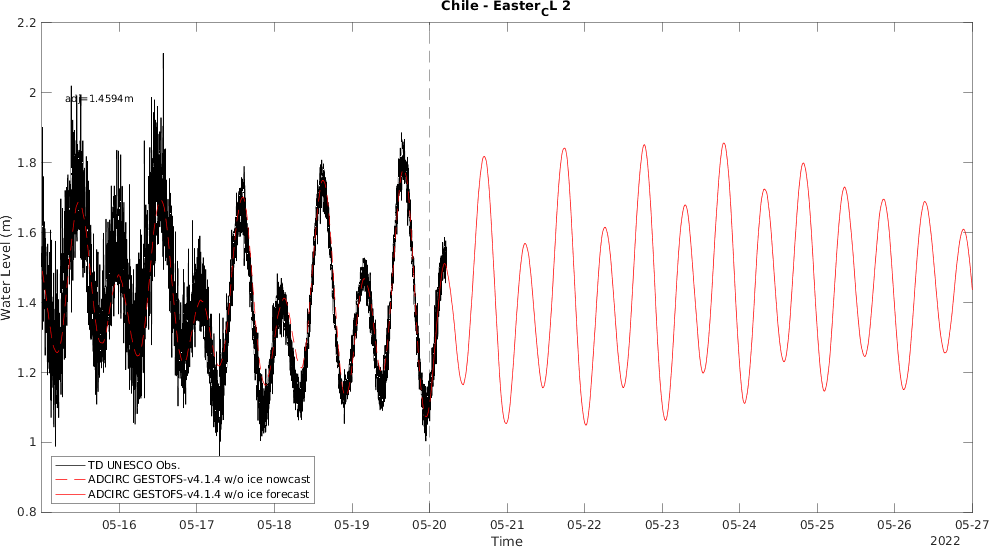 Chile - Easter_CL 2
2.2
2
1.8
1.6
1.4
1.2
1
0.8
Water Level (m)
adj=1.4594m
TD UNESCO Obs.
ADCIRC GESTOFS-v4.1.4 w/o ice nowcast
ADCIRC GESTOFS-v4.1.4 w/o ice forecast
05-16 05-17 05-18 05-19 05-20 05-21 05-22 05-23 05-24 05-25 05-26 05-27
Time
2022